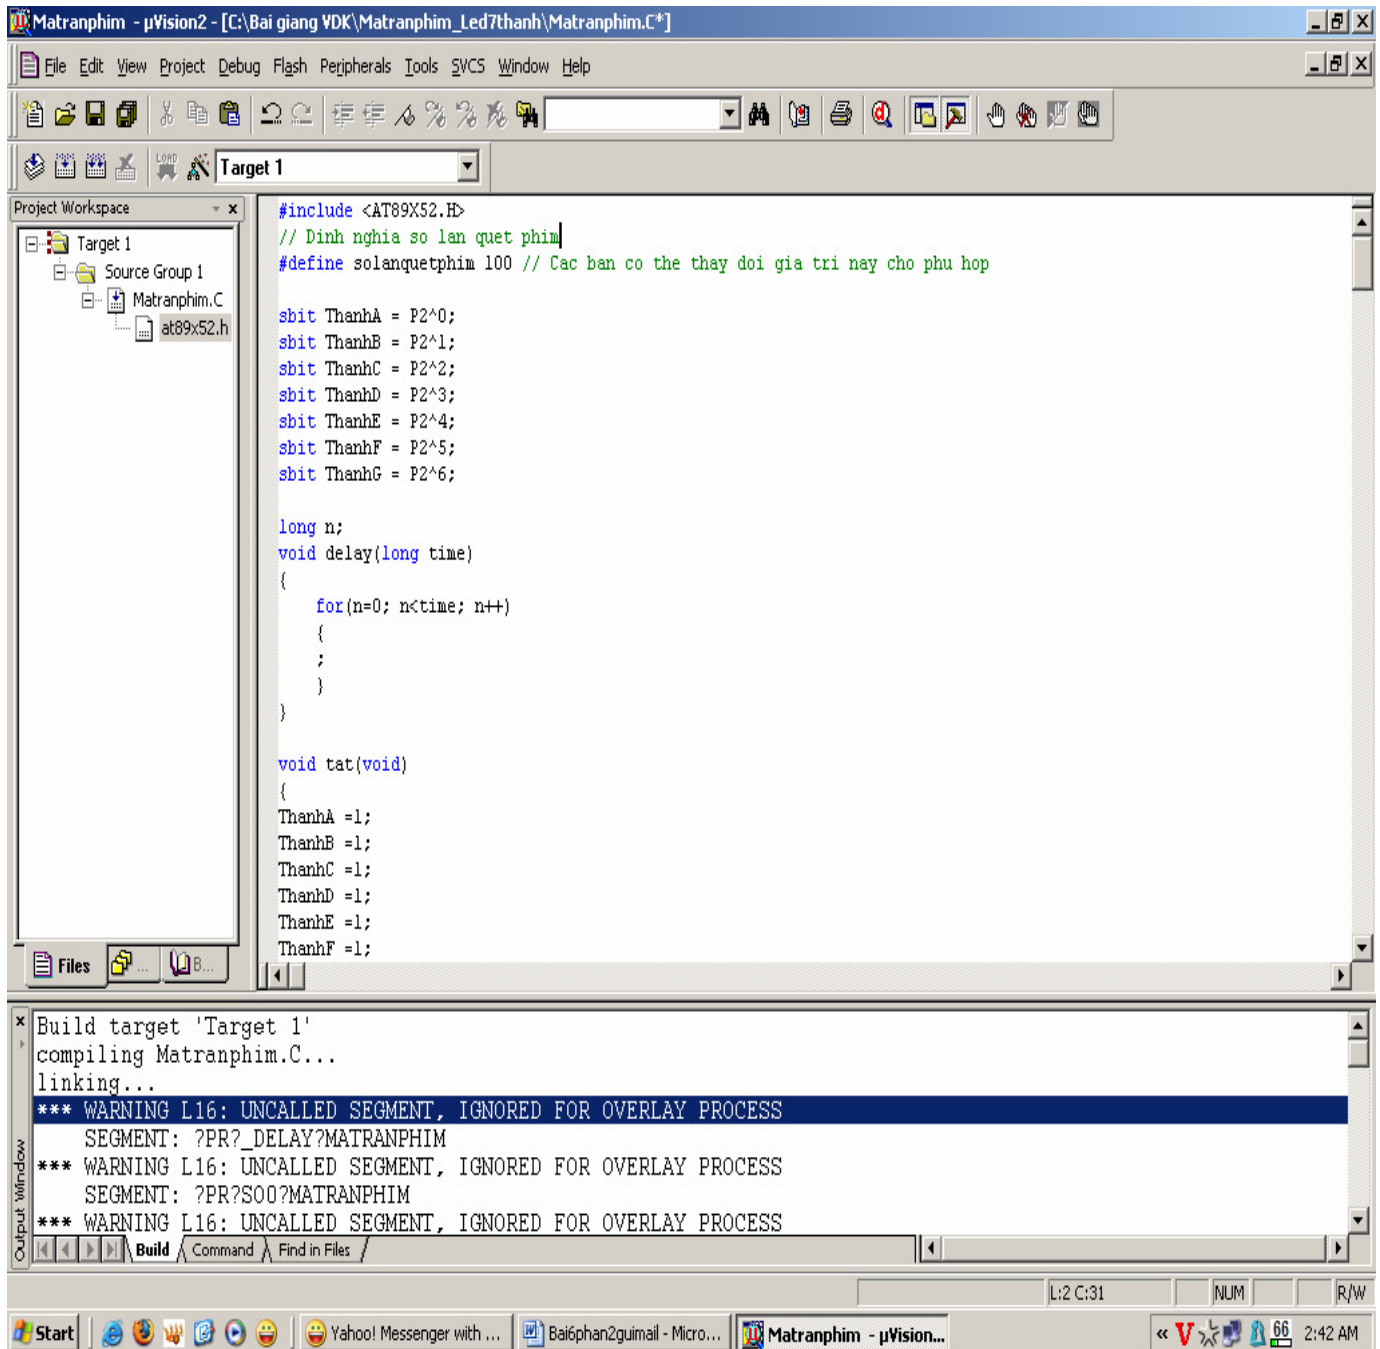 Matranphim - µVision2 - [C:\Bai giang VDK\Matranphim_Led7thanh\Matranphim.C*]
File Edit View Project Debug Flash Peripherals Tools SVCS Window Help
LOAD
Target 1
Project Workspace
Target 1
Source Group 1
Matranphim.C
at89x52.h
Files ... B...
#include <AT89X52.H>
// Dinh nghia so lan quet phim
#define solanquetphim 100 // Cac ban co the thay doi gia tri nay cho phu hop
sbit ThanhA = P2^0;
sbit ThanhB = P2^1;
sbit ThanhC = P2^2;
sbit ThanhD = P2^3;
sbit ThanhE = P2^4;
sbit ThanhF = P2^5;
sbit ThanhG = P2^6;
long n;
void delay(long time)
{
for(n=0; n<time; n++)
{
;
}
}
void tat(void)
{
ThanhA =1;
ThanhB =1;
ThanhC =1;
ThanhD =1;
ThanhE =1;
ThanhF =1;
Output Window
Build target 'Target 1'
compiling Matranphim.C...
linking...
*** WARNING L16: UNCALLED SEGMENT, IGNORED FOR OVERLAY PROCESS
SEGMENT: ?PR?_DELAY?MATRANPHIM
*** WARNING L16: UNCALLED SEGMENT, IGNORED FOR OVERLAY PROCESS
SEGMENT: ?PR?SO0?MATRANPHIM
*** WARNING L16: UNCALLED SEGMENT, IGNORED FOR OVERLAY PROCESS
Build Command Find in Files
L:2 C:31 NUM R/W
Start Yahoo! Messenger with ... Bai6phan2guimail - Micro... Matranphim - µVision... « 66 2:42 AM